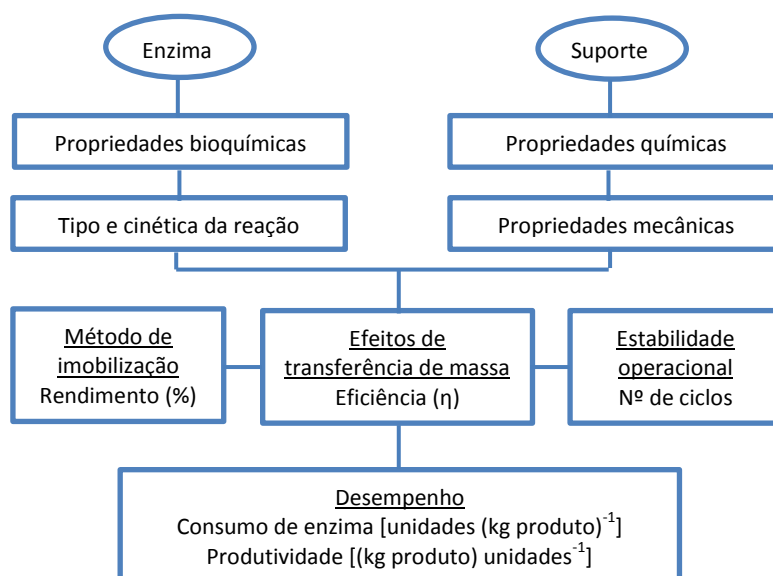 Enzima
Suporte
Propriedades bioquímicas
Propriedades químicas
Tipo e cinética da reação
Propriedades mecânicas
Método de
imobilização
Rendimento (%)
Efeitos de
transferência de massa
Eficiência (η)
Estabilidade
operacional
Nº de ciclos
Desempenho
Consumo de enzima [unidades (kg produto)⁻¹]
Produtividade [(kg produto) unidades⁻¹]